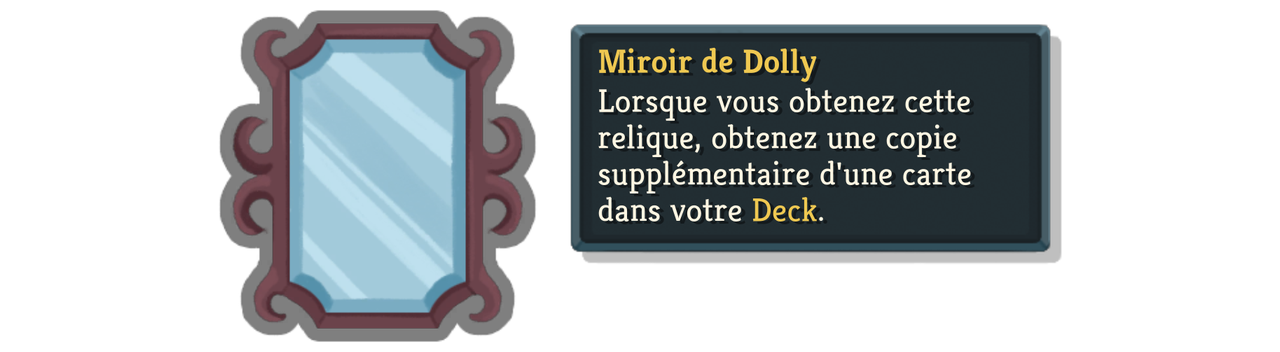 Miroir de Dolly
Lorsque vous obtenez cette
relique, obtenez une copie
supplémentaire d'une carte
dans votre Deck.